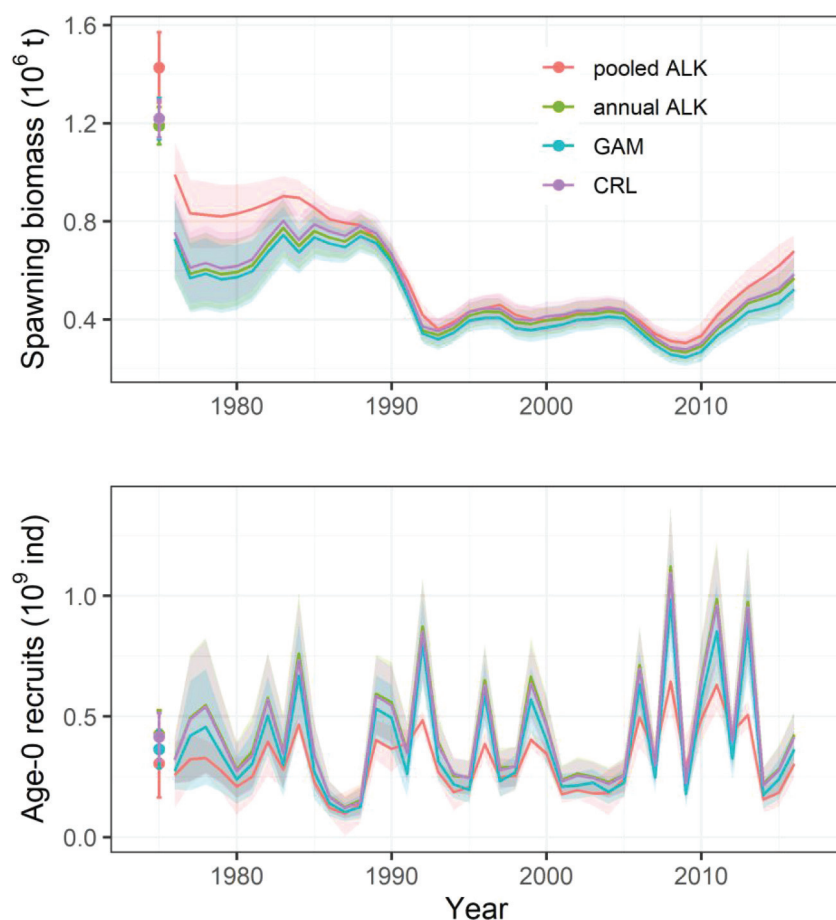 Spawning biomass (10⁶ t)
1.6
1.2
0.8
0.4
pooled ALK
annual ALK
GAM
CRL
1980
1990
2000
2010
Age-0 recruits (10⁹ ind)
1.0
0.5
0.0
1980
1990
2000
2010
Year